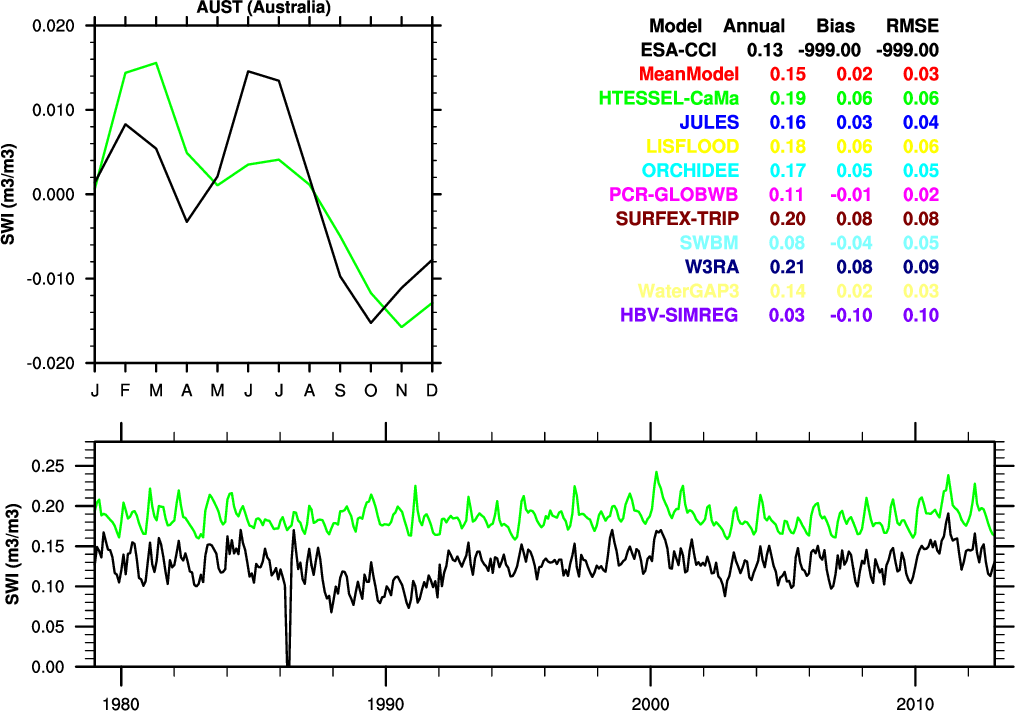 AUST (Australia)
0.020
0.010
0.000
-0.010
-0.020
SWI (m3/m3)
J F M A M J J A S O N D
Model Annual Bias RMSE
ESA-CCI 0.13 -999.00 -999.00
MeanModel 0.15 0.02 0.03
HTESSEL-CaMa 0.19 0.06 0.06
JULES 0.16 0.03 0.04
LISFLOOD 0.18 0.06 0.06
ORCHIDEE 0.17 0.05 0.05
PCR-GLOBWB 0.11 -0.01 0.02
SURFEX-TRIP 0.20 0.08 0.08
SWBM 0.08 -0.04 0.05
W3RA 0.21 0.08 0.09
WaterGAP3 0.14 0.02 0.03
HBV-SIMREG 0.03 -0.10 0.10
0.25
0.20
0.15
0.10
0.05
0.00
SWI (m3/m3)
1980 1990 2000 2010